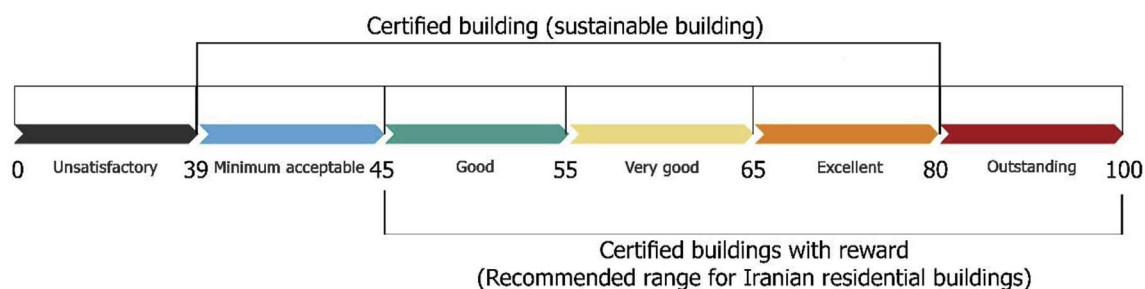 Certified building (sustainable building)
0 Unsatisfactory 39 Minimum acceptable 45 Good 55 Very good 65 Excellent 80 Outstanding 100
Certified buildings with reward
(Recommended range for Iranian residential buildings)